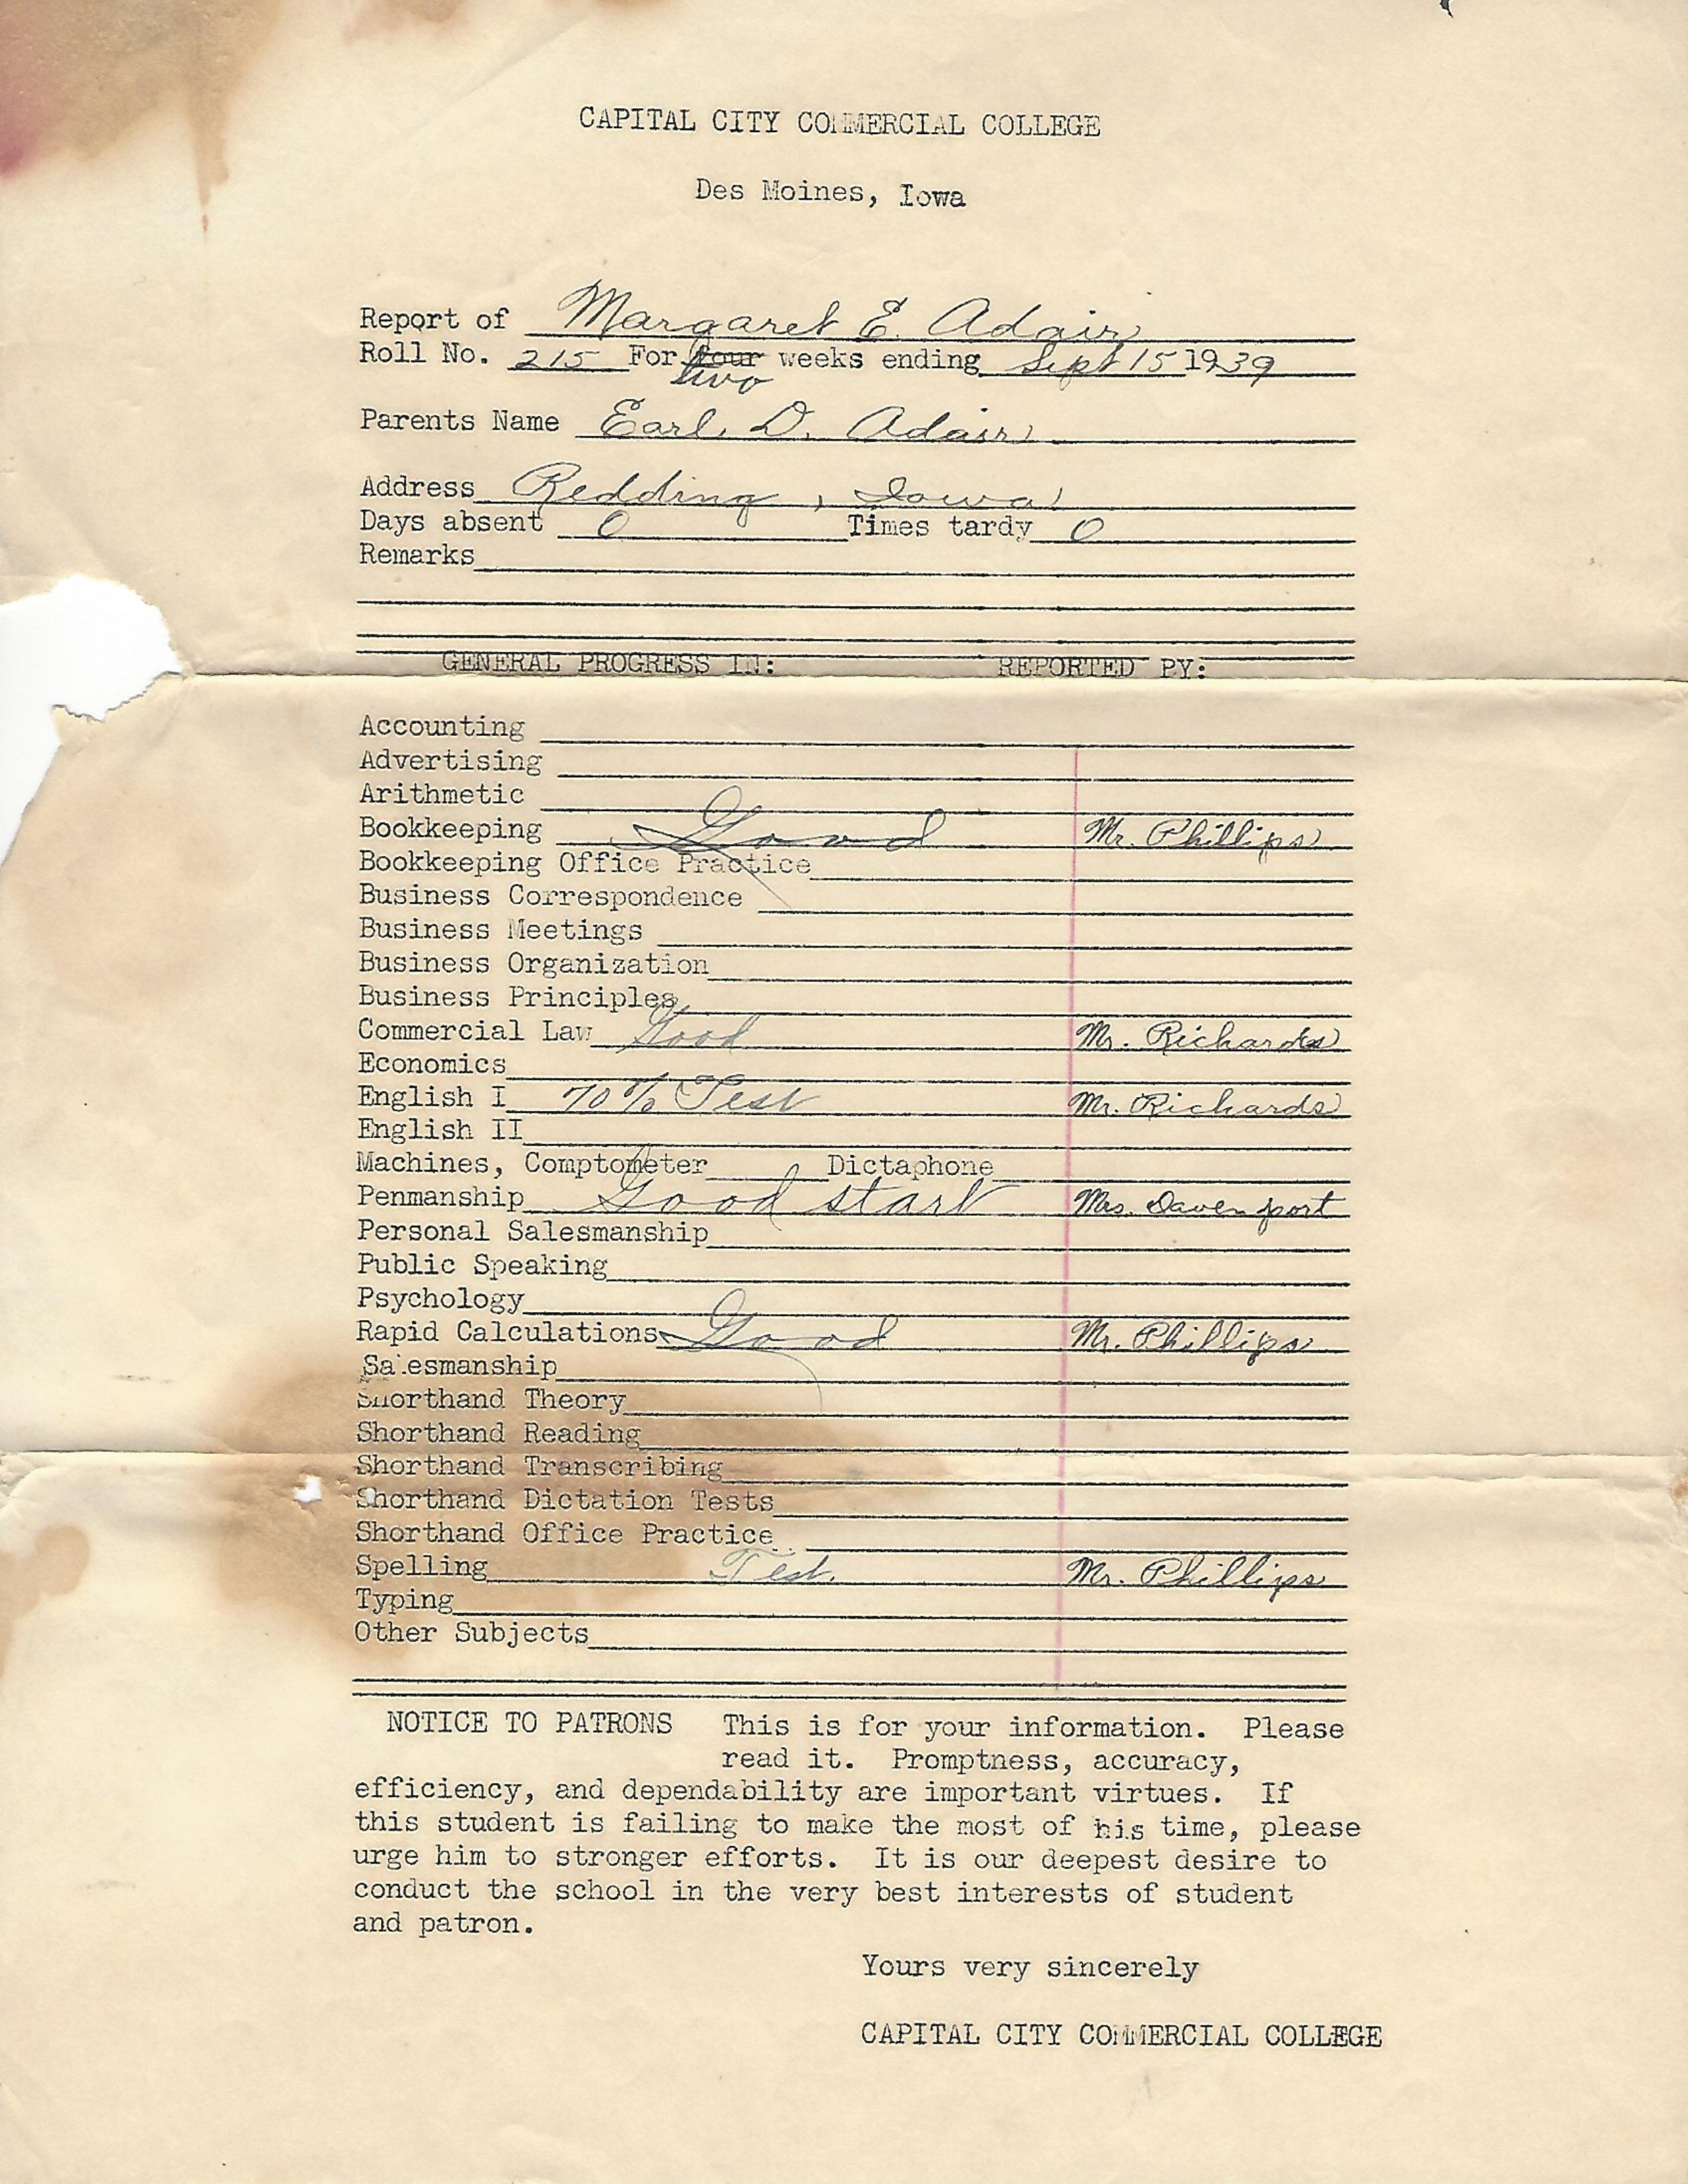 CAPITAL CITY COMMERCIAL COLLEGE
Des Moines, Iowa
Report of Margaret E. Adair
Roll No. 215 For four weeks ending Sept 15 1939
two
Parents Name Earl. D. Adair
Address Redding, Iowa
Days absent 0 Times tardy 0
Remarks
GENERAL PROGRESS IN: REPORTED PY:
Accounting
Advertising
Arithmetic
Bookkeeping Good Mr. Phillips
Bookkeeping Office Practice
Business Correspondence
Business Meetings
Business Organization
Business Principles
Commercial Law Good Mr. Richards
Economics
English I 70% Test Mr. Richards
English II
Machines, Comptometer Dictaphone
Penmanship Good start Mrs. Davenport
Personal Salesmanship
Public Speaking
Psychology
Rapid Calculations Good Mr. Phillips
Salesmanship
Shorthand Theory
Shorthand Reading
Shorthand Transcribing
Shorthand Dictation Tests
Shorthand Office Practice
Spelling Test. Mr. Phillips
Typing
Other Subjects
NOTICE TO PATRONS This is for your information. Please
read it. Promptness, accuracy,
efficiency, and dependability are important virtues. If
this student is failing to make the most of his time, please
urge him to stronger efforts. It is our deepest desire to
conduct the school in the very best interests of student
and patron.
Yours very sincerely
CAPITAL CITY COMMERCIAL COLLEGE